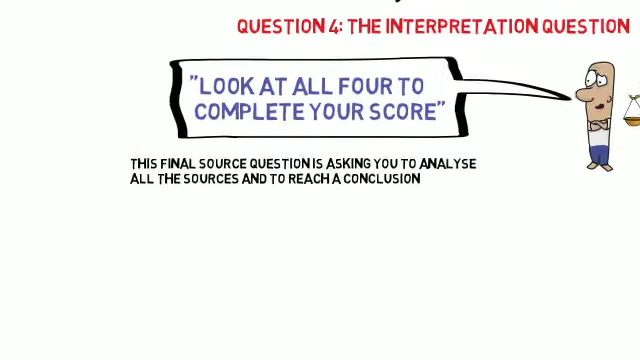 QUESTION 4: THE INTERPRETATION QUESTION
"LOOK AT ALL FOUR TO
COMPLETE YOUR SCORE"
THIS FINAL SOURCE QUESTION IS ASKING YOU TO ANALYSE
ALL THE SOURCES AND TO REACH A CONCLUSION